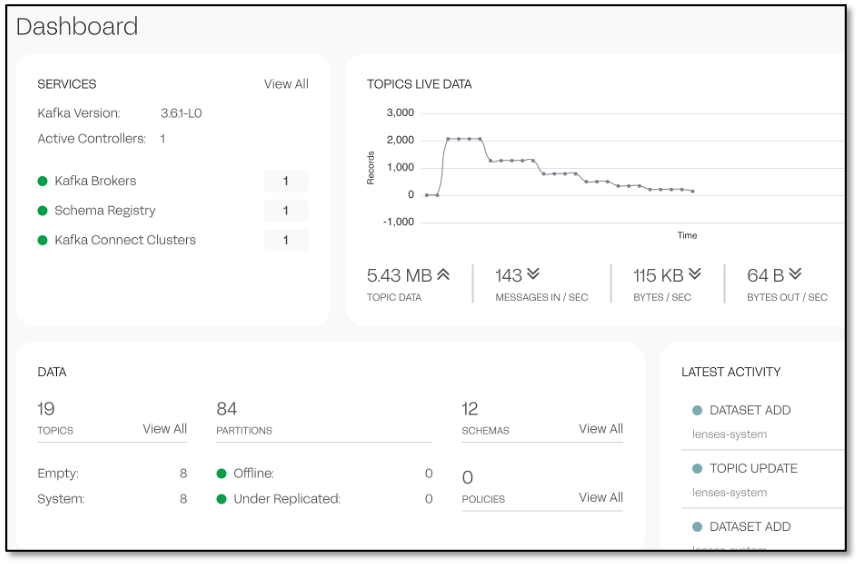 Dashboard
SERVICES View All
Kafka Version: 3.6.1-L0
Active Controllers: 1
Kafka Brokers 1
Schema Registry 1
Kafka Connect Clusters 1
TOPICS LIVE DATA
3,000
2,000
1,000
0
-1,000
Records
Time
5.43 MB
TOPIC DATA
143
MESSAGES IN / SEC
115 KB
BYTES / SEC
64 B
BYTES OUT / SEC
DATA
19
TOPICS View All
Empty: 8
System: 8
84
PARTITIONS
Offline: 0
Under Replicated: 0
12
SCHEMAS View All
0
POLICIES View All
LATEST ACTIVITY
DATASET ADD
lenses-system
TOPIC UPDATE
lenses-system
DATASET ADD